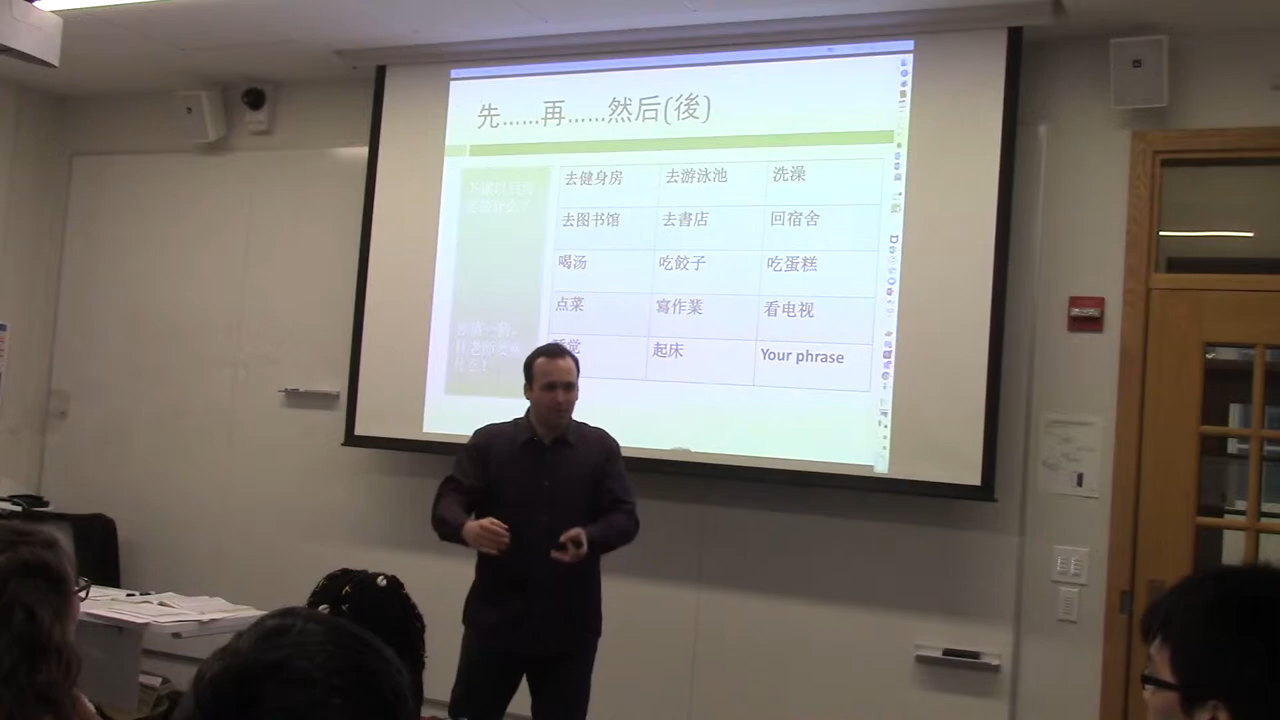 先……再……然后(後)
去健身房 去游泳池 洗澡
去图书馆 去書店 回宿舍
喝汤 吃餃子 吃蛋糕
点菜 寫作業 看电视
觉 起床 Your phrase